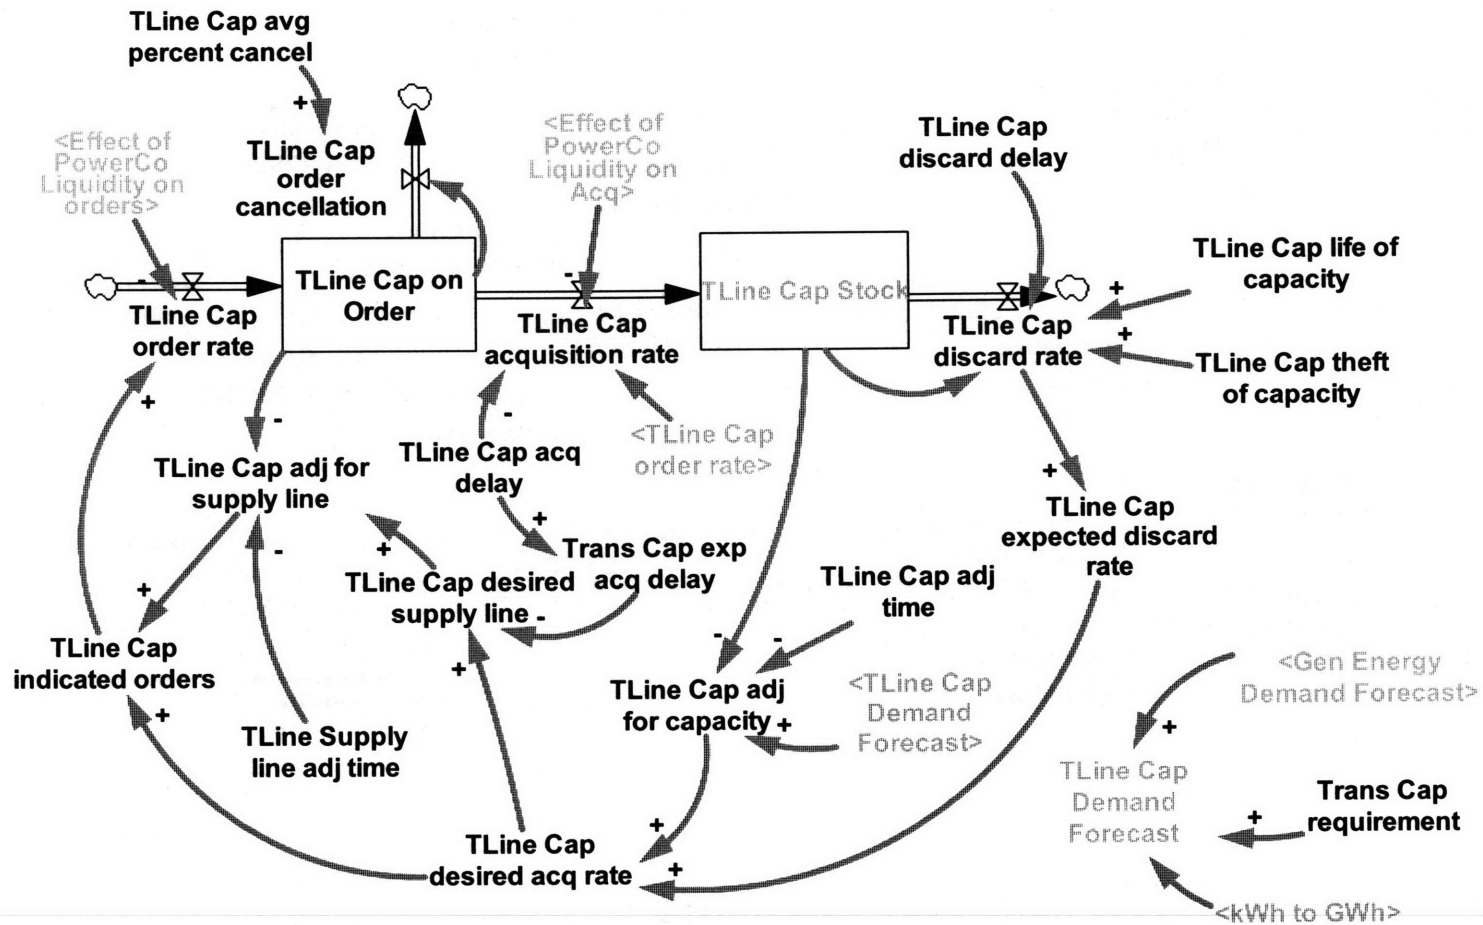 TLine Cap avg
percent cancel
+
<Effect of
PowerCo
Liquidity on
orders>
TLine Cap
order
cancellation
<Effect of
PowerCo
Liquidity on
Acq>
TLine Cap
discard delay
TLine Cap life of
capacity
+
-
TLine Cap
order rate
TLine Cap on
Order
-
TLine Cap
acquisition rate
TLine Cap Stock
TLine Cap
discard rate
+
TLine Cap theft
of capacity
+
-
-
<TLine Cap
order rate>
TLine Cap adj for
supply line
TLine Cap acq
delay
+
TLine Cap
expected discard
rate
-
+
+
Trans Cap exp
acq delay
TLine Cap desired
supply line
-
TLine Cap adj
time
+
TLine Cap
indicated orders
+
-
-
+
TLine Cap adj
for capacity
+
<TLine Cap
Demand
Forecast>
<Gen Energy
Demand Forecast>
+
TLine Supply
line adj time
TLine Cap
Demand
Forecast
Trans Cap
requirement
+
TLine Cap
desired acq rate
+
+
<kWh to GWh>